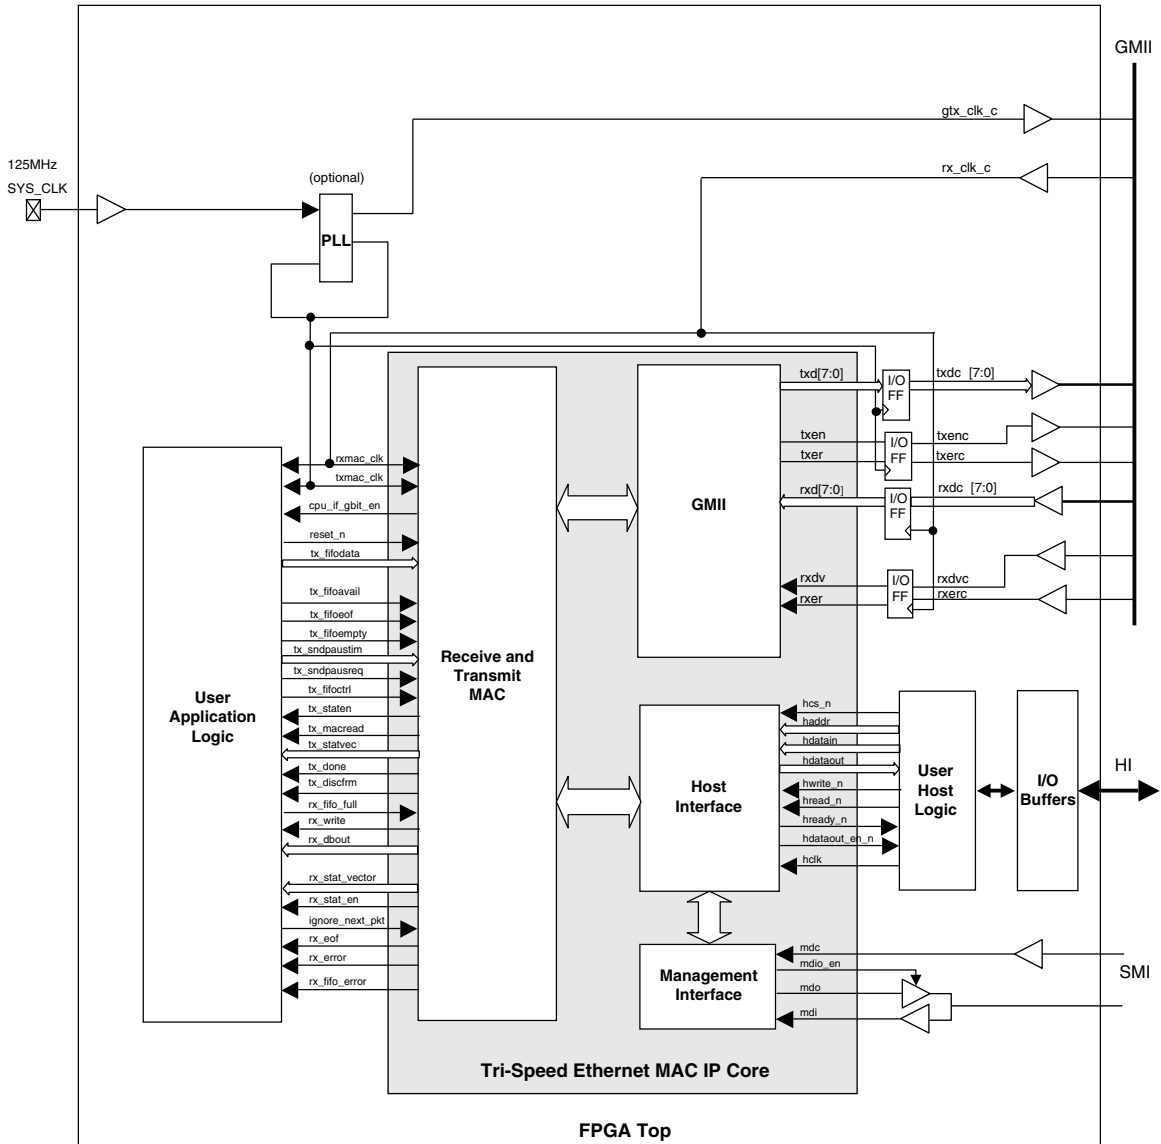 GMII
gtx_clk_c
125MHz
SYS_CLK
(optional)
rx_clk_c
PLL
txd[7:0]
I/O
FF
txdc [7:0]
txen
txer
I/O
FF
txenc
txerc
rxmac_clk
txmac_clk
rxd[7:0]
I/O
FF
rxdc [7:0]
GMII
cpu_if_gbit_en
reset_n
tx_fifodata
rxdv
rxer
I/O
FF
rxdvc
rxerc
tx_fifoavail
tx_fifoeof
tx_fifoempty
tx_sndpaustim
tx_sndpausreq
tx_fifoctrl
tx_staten
tx_macread
tx_statvec
tx_done
tx_discfrm
rx_fifo_full
rx_write
rx_dbout
rx_stat_vector
rx_stat_en
ignore_next_pkt
rx_eof
rx_error
rx_fifo_error
User
Application
Logic
Receive and
Transmit
MAC
hcs_n
haddr
hdatain
hdataout
hwrite_n
hread_n
hready_n
hdataout_en_n
hclk
Host
Interface
User
Host
Logic
I/O
Buffers
HI
Management
Interface
mdc
mdio_en
mdo
mdi
SMI
Tri-Speed Ethernet MAC IP Core
FPGA Top